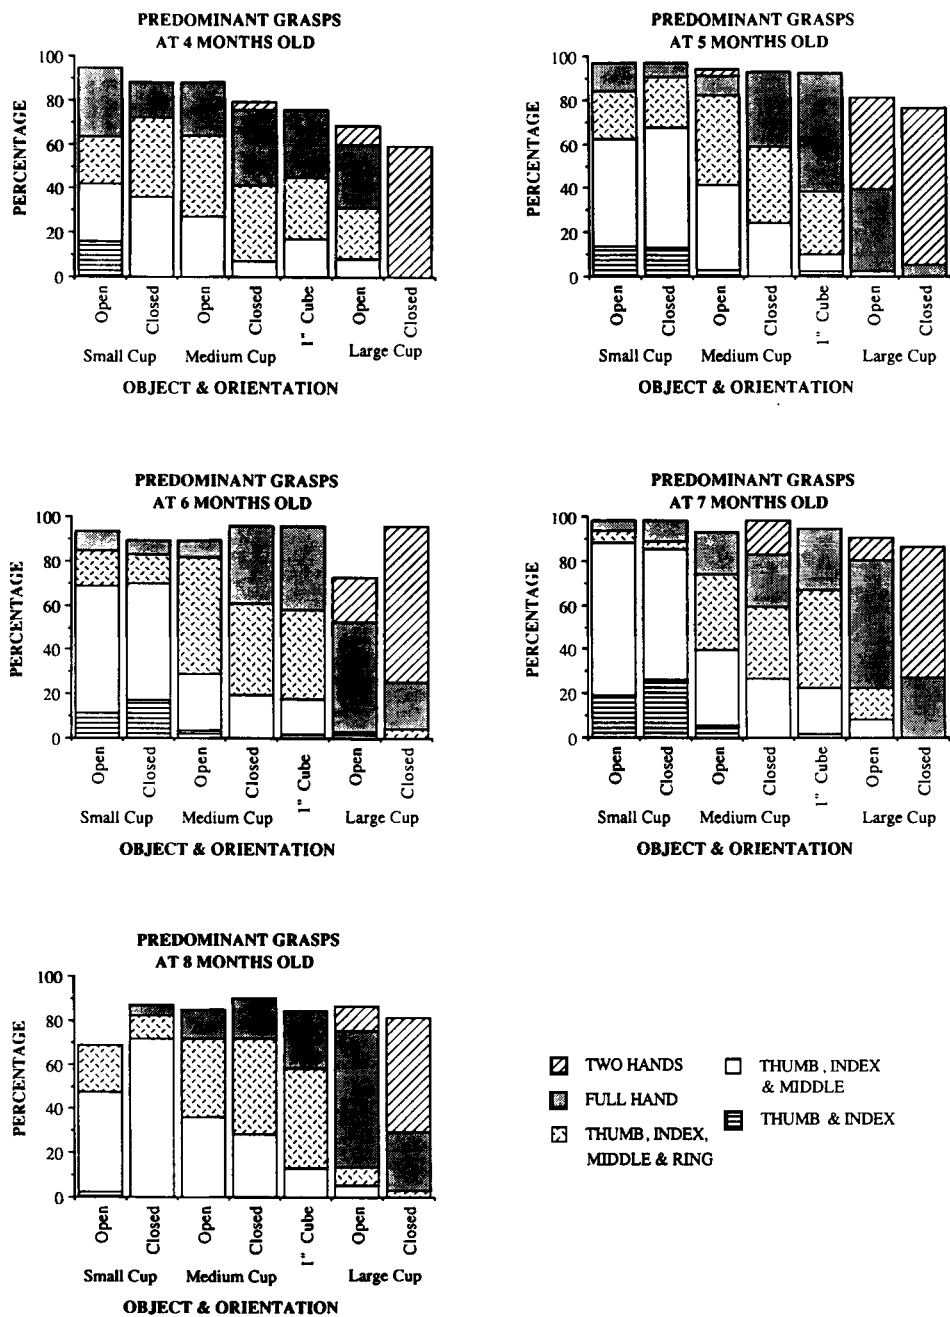 PREDOMINANT GRASPS
AT 4 MONTHS OLD
PERCENTAGE
100
80
60
40
20
0
Open
Closed
Open
Closed
1" Cube
Open
Closed
Small Cup
Medium Cup
Large Cup
OBJECT & ORIENTATION
PREDOMINANT GRASPS
AT 5 MONTHS OLD
PERCENTAGE
100
80
60
40
20
0
Open
Closed
Open
Closed
1" Cube
Open
Closed
Small Cup
Medium Cup
Large Cup
OBJECT & ORIENTATION
PREDOMINANT GRASPS
AT 6 MONTHS OLD
PERCENTAGE
100
80
60
40
20
0
Open
Closed
Open
Closed
1" Cube
Open
Closed
Small Cup
Medium Cup
Large Cup
OBJECT & ORIENTATION
PREDOMINANT GRASPS
AT 7 MONTHS OLD
PERCENTAGE
100
80
60
40
20
0
Open
Closed
Open
Closed
1" Cube
Open
Closed
Small Cup
Medium Cup
Large Cup
OBJECT & ORIENTATION
PREDOMINANT GRASPS
AT 8 MONTHS OLD
PERCENTAGE
100
80
60
40
20
0
Open
Closed
Open
Closed
1" Cube
Open
Closed
Small Cup
Medium Cup
Large Cup
OBJECT & ORIENTATION
TWO HANDS
FULL HAND
THUMB, INDEX,
MIDDLE & RING
THUMB, INDEX
& MIDDLE
THUMB & INDEX